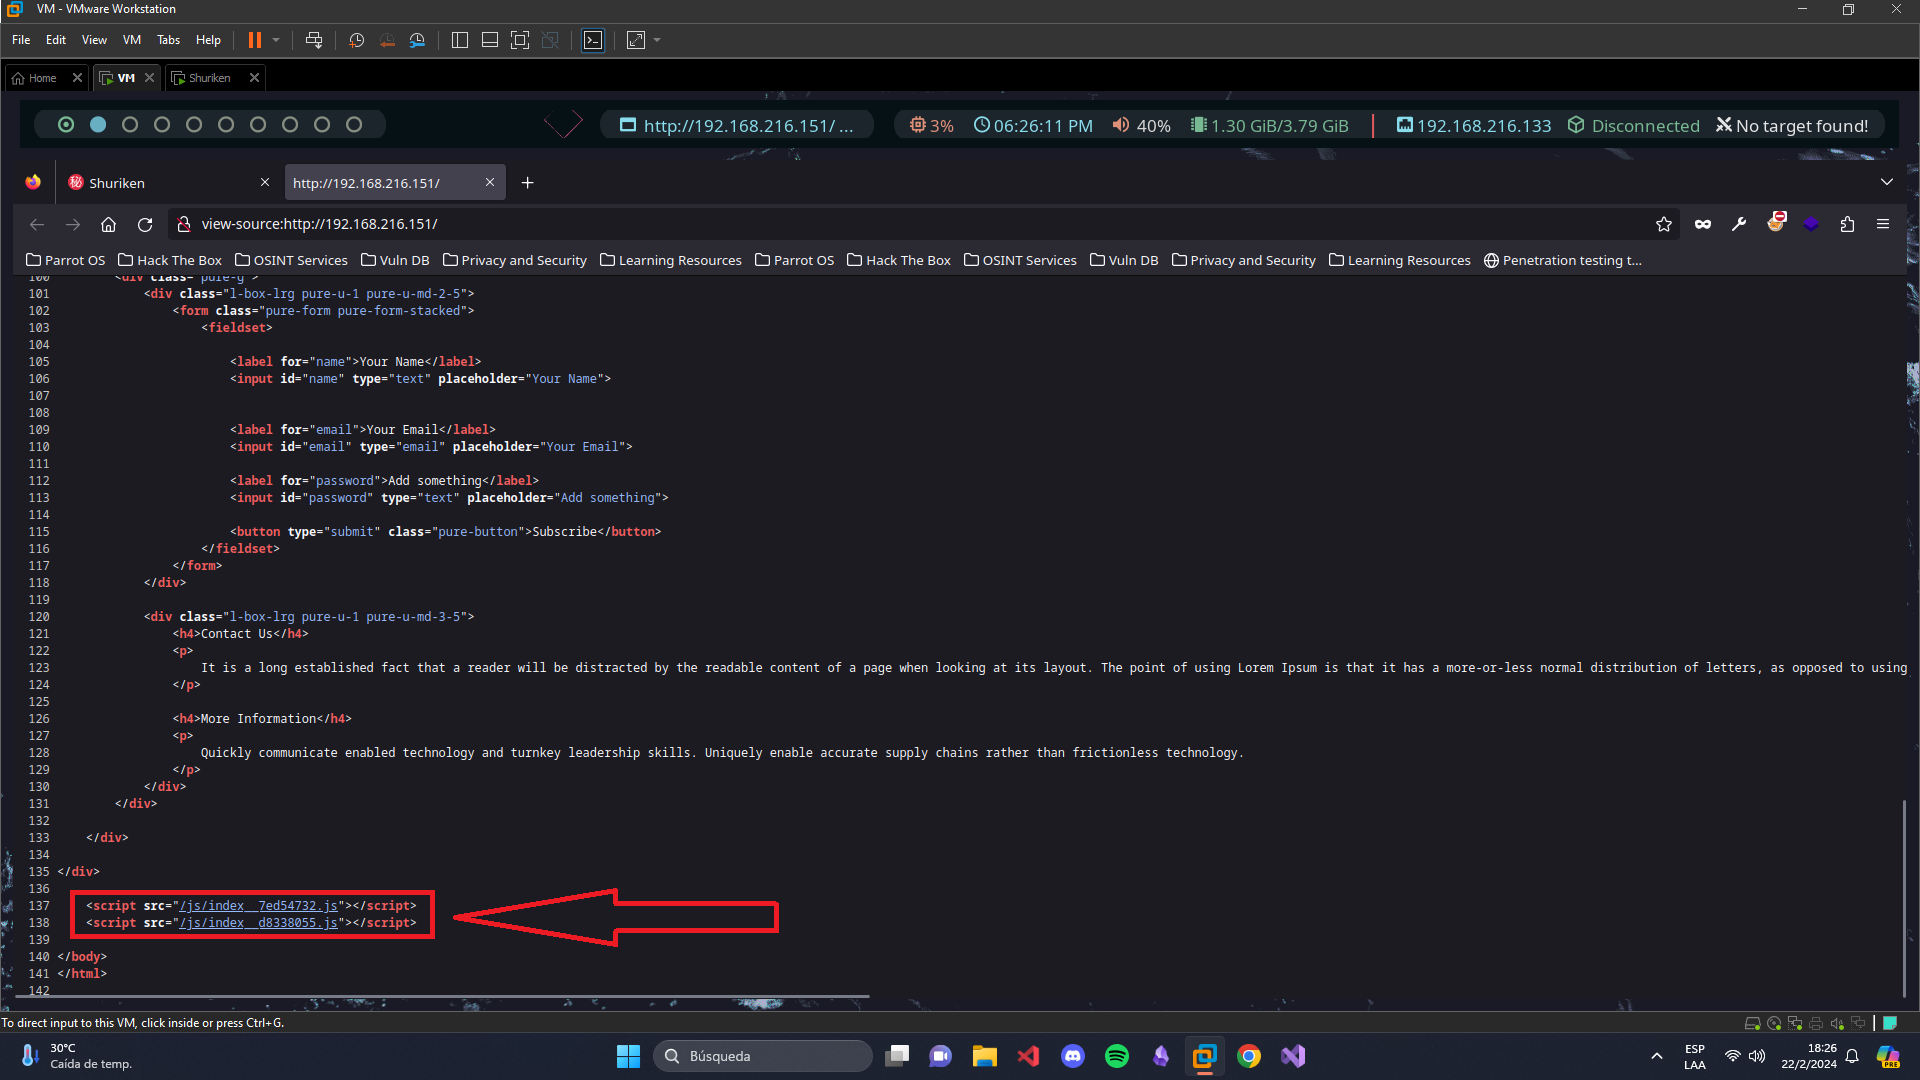 VM - VMware Workstation
File Edit View VM Tabs Help
Home VM Shuriken
http://192.168.216.151/ ... 3% 06:26:11 PM 40% 1.30 GiB/3.79 GiB 192.168.216.133 Disconnected No target found!
秘 Shuriken http://192.168.216.151/
view-source:http://192.168.216.151/
Parrot OS Hack The Box OSINT Services Vuln DB Privacy and Security Learning Resources Parrot OS Hack The Box OSINT Services Vuln DB Privacy and Security Learning Resources Penetration testing t...
100 <div class="pure-g">
101 <div class="l-box-lrg pure-u-1 pure-u-md-2-5">
102 <form class="pure-form pure-form-stacked">
103 <fieldset>
104
105 <label for="name">Your Name</label>
106 <input id="name" type="text" placeholder="Your Name">
107
108
109 <label for="email">Your Email</label>
110 <input id="email" type="email" placeholder="Your Email">
111
112 <label for="password">Add something</label>
113 <input id="password" type="text" placeholder="Add something">
114
115 <button type="submit" class="pure-button">Subscribe</button>
116 </fieldset>
117 </form>
118 </div>
119
120 <div class="l-box-lrg pure-u-1 pure-u-md-3-5">
121 <h4>Contact Us</h4>
122 <p>
123 It is a long established fact that a reader will be distracted by the readable content of a page when looking at its layout. The point of using Lorem Ipsum is that it has a more-or-less normal distribution of letters, as opposed to using
124 </p>
125
126 <h4>More Information</h4>
127 <p>
128 Quickly communicate enabled technology and turnkey leadership skills. Uniquely enable accurate supply chains rather than frictionless technology.
129 </p>
130 </div>
131 </div>
132
133 </div>
134
135 </div>
136
137 <script src="/js/index__7ed54732.js"></script>
138 <script src="/js/index__d8338055.js"></script>
139
140 </body>
141 </html>
142
To direct input to this VM, click inside or press Ctrl+G.
30°C
Caída de temp.
Búsqueda
ESP
LAA
18:26
22/2/2024
PRE